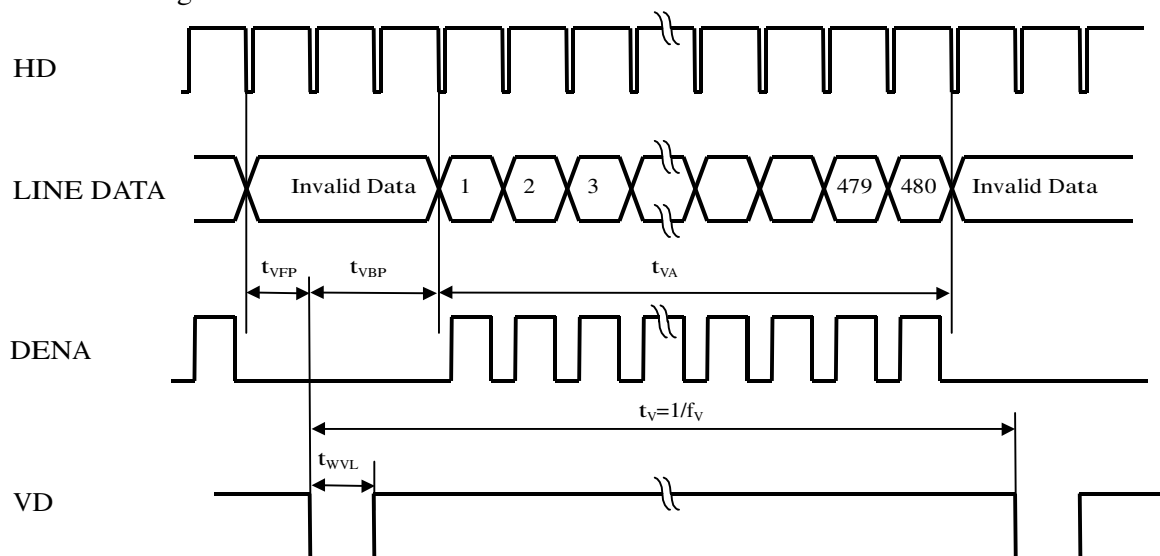 HD
LINE DATA
Invalid Data 1 2 3 479 480 Invalid Data
tVFP tVBP tVA
DENA
tV=1/fV
tWVL
VD